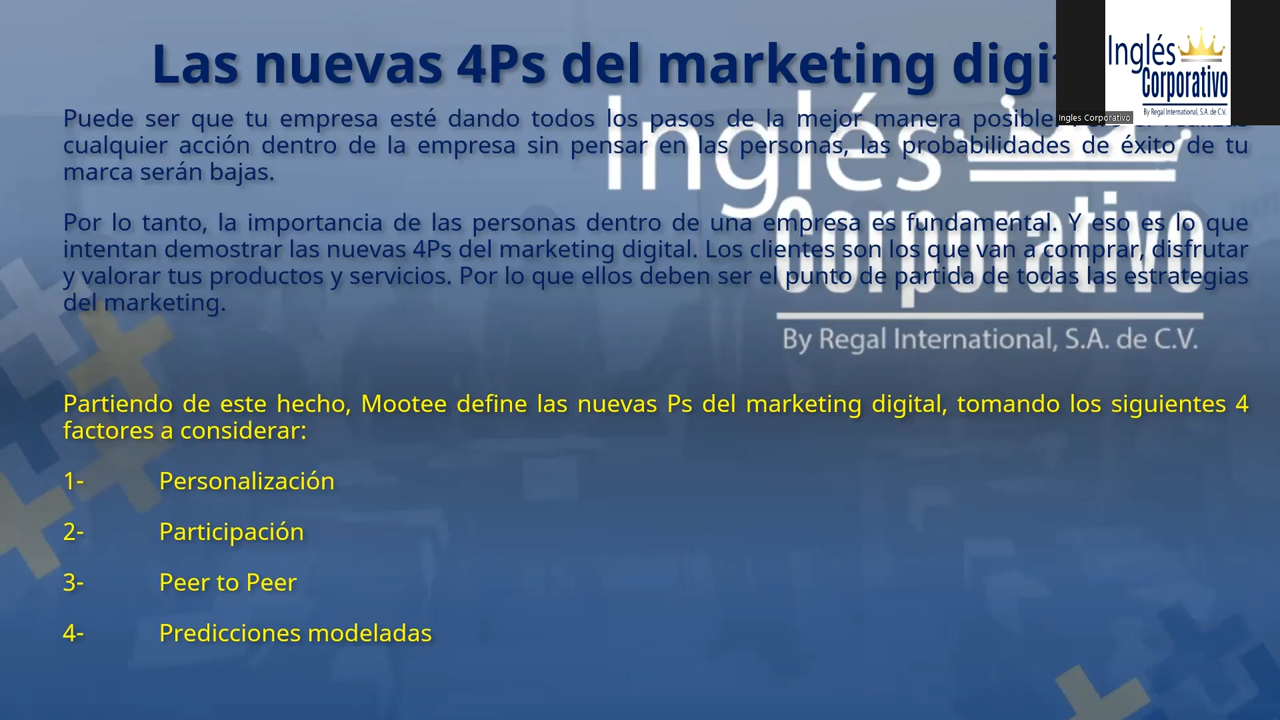 Las nuevas 4Ps del marketing
Puede ser que tu empresa esté dando todos los pasos de la mejor manera posible
cualquier acción dentro de la empresa sin pensar en las personas, las probabilidades de éxito de tu
marca serán bajas.
Por lo tanto, la importancia de las personas dentro de una empresa es fundamental. Y eso es lo que
intentan demostrar las nuevas 4Ps del marketing digital. Los clientes son los que van a comprar, disfrutar
y valorar tus productos y servicios. Por lo que ellos deben ser el punto de partida de todas las estrategias
del marketing.
Partiendo de este hecho, Mootee define las nuevas Ps del marketing digital, tomando los siguientes 4
factores a considerar:
1- Personalización
2- Participación
3- Peer to Peer
4- Predicciones modeladas
Inglés
Corporativo
By Regal International, S.A. de C.V.
Inglés
Corporativo
By Regal International, S.A. de C.V.
Ingles Corporativo